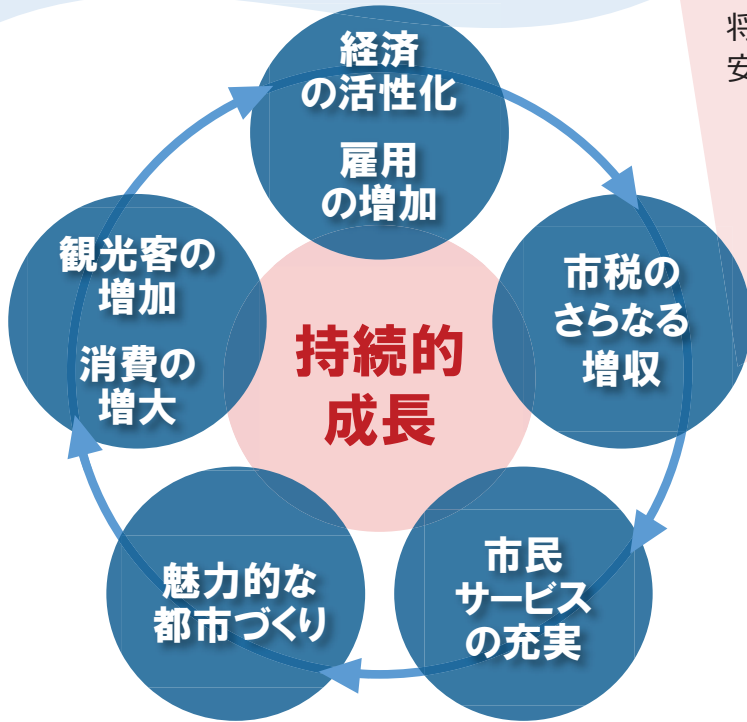 経済
の活性化
雇用
の増加
市税の
さらなる
増収
市民
サービス
の充実
魅力的な
都市づくり
観光客の
増加
消費の
増大
持続的
成長
将
安